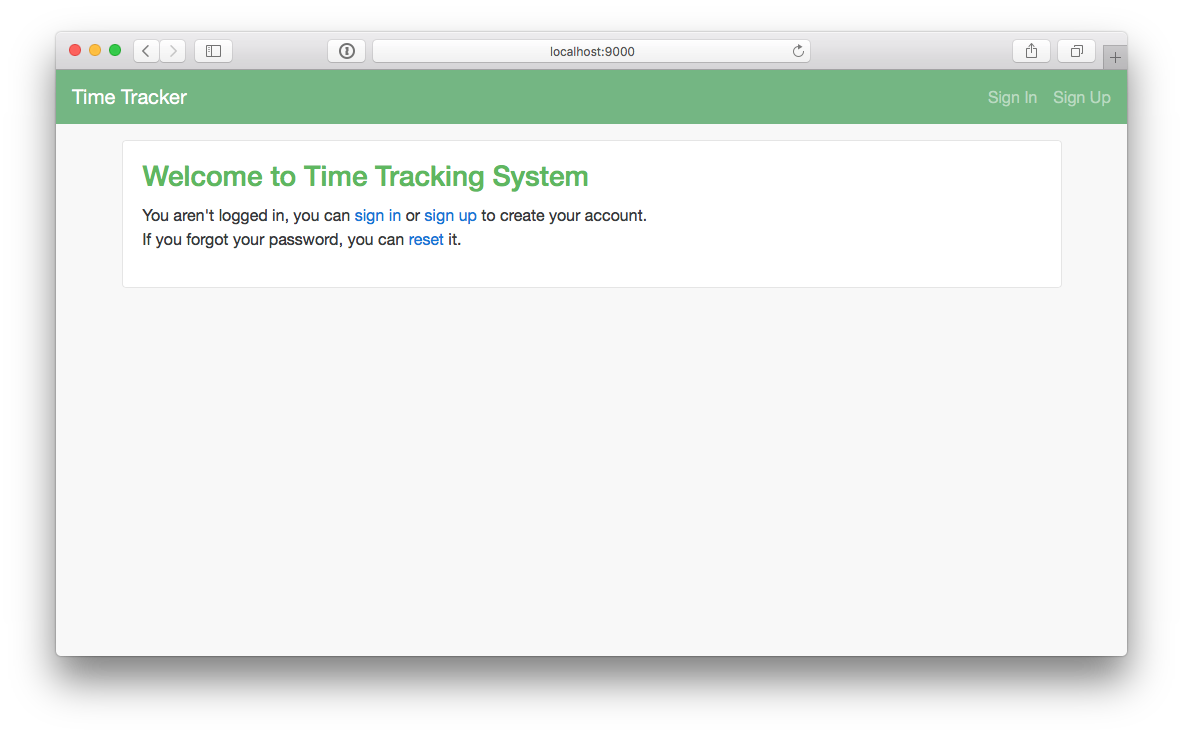 localhost:9000
Time Tracker
Sign In
Sign Up
Welcome to Time Tracking System
You aren't logged in, you can sign in or sign up to create your account.
If you forgot your password, you can reset it.